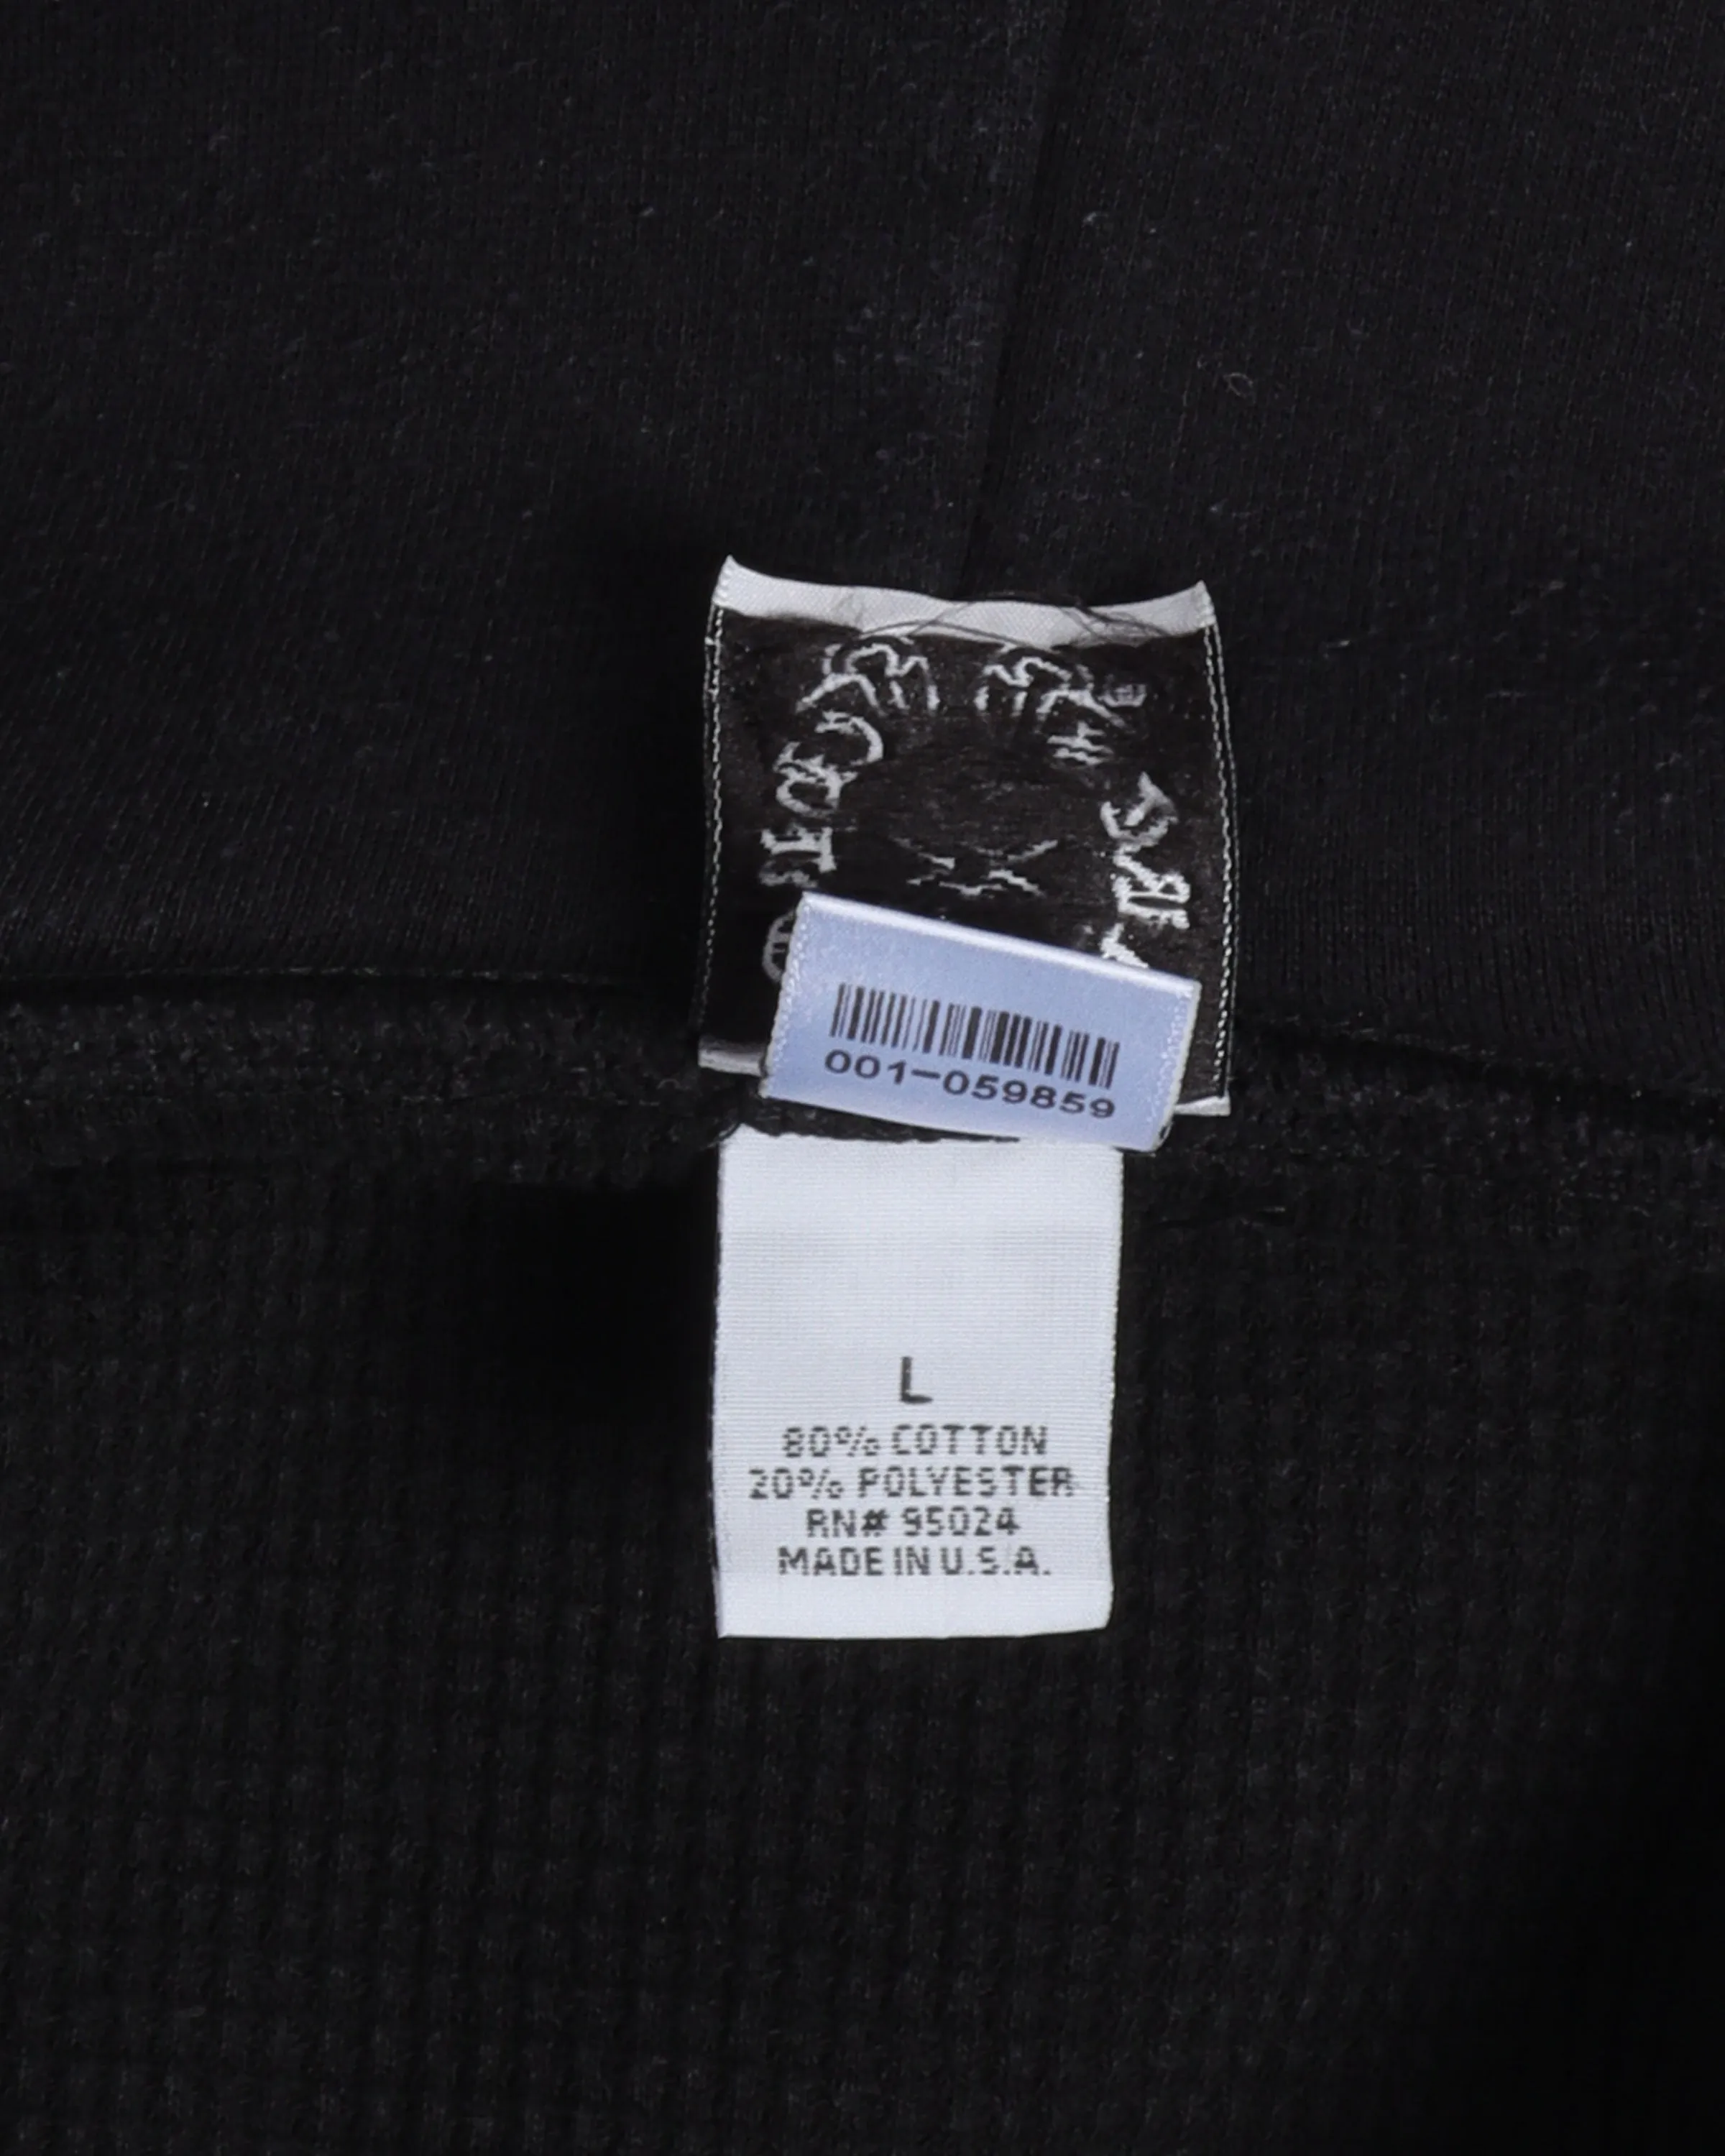 001-059859
L
80% COTTON
20% POLYESTER
RN# 95024
MADE IN U.S.A.